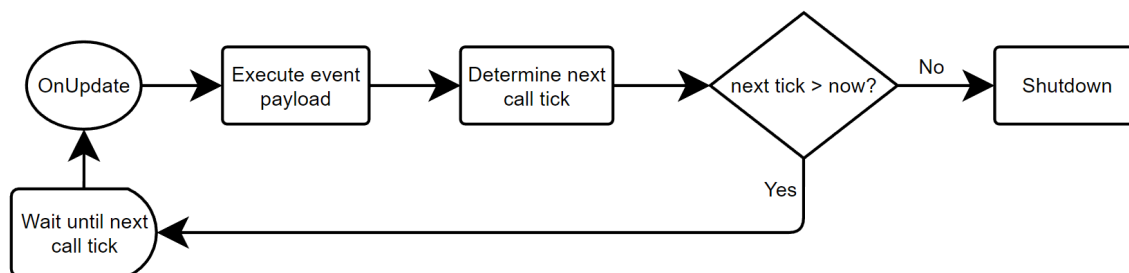 OnUpdate
Execute event
payload
Determine next
call tick
next tick > now?
No
Shutdown
Yes
Wait until next
call tick